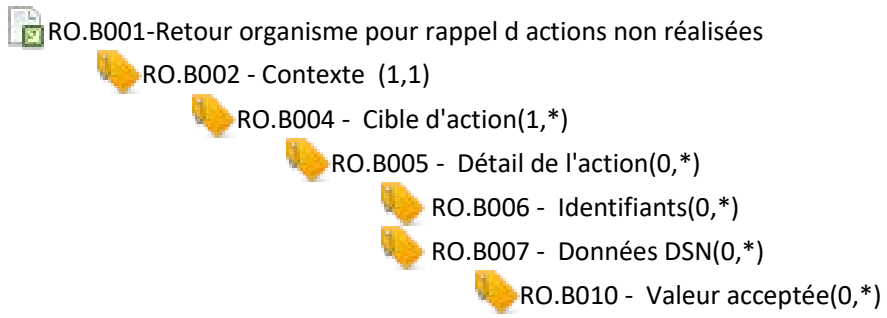 RO.B001-Retour organisme pour rappel d actions non réalisées
RO.B002 - Contexte (1,1)
RO.B004 - Cible d'action(1,*)
RO.B005 - Détail de l'action(0,*)
RO.B006 - Identifiants(0,*)
RO.B007 - Données DSN(0,*)
RO.B010 - Valeur acceptée(0,*)